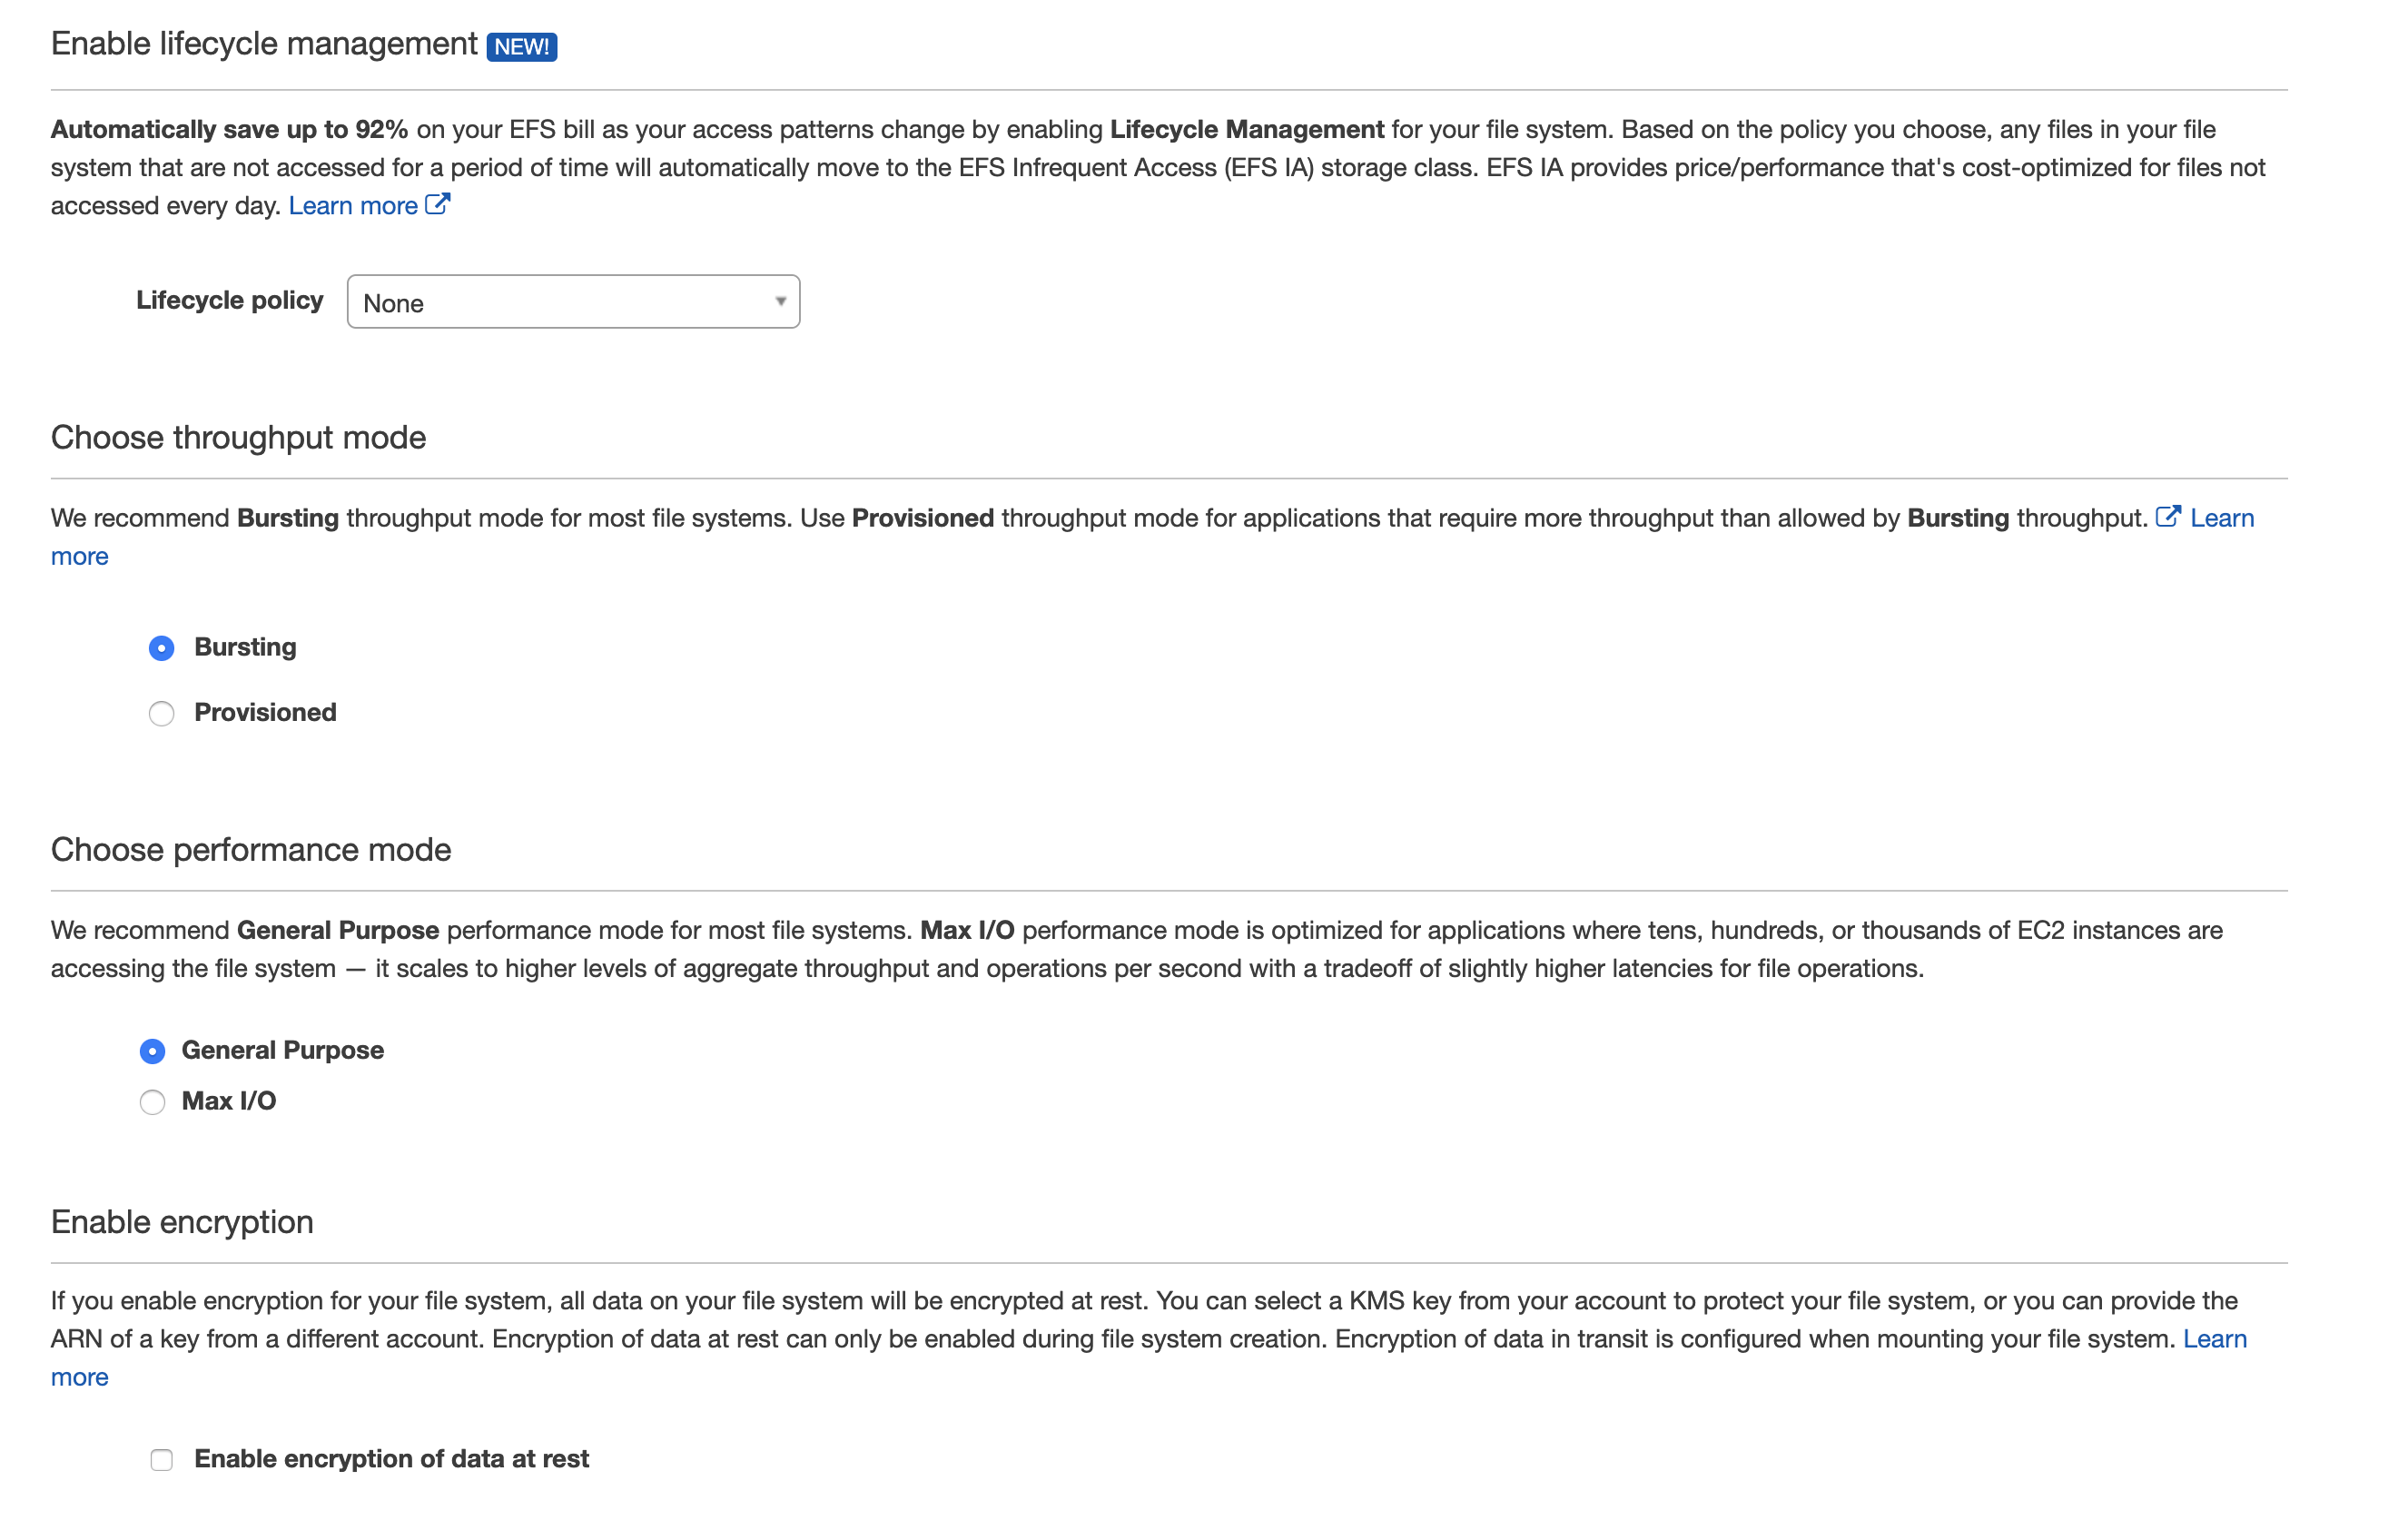 Enable lifecycle management NEW!
Automatically save up to 92% on your EFS bill as your access patterns change by enabling Lifecycle Management for your file system. Based on the policy you choose, any files in your file
system that are not accessed for a period of time will automatically move to the EFS Infrequent Access (EFS IA) storage class. EFS IA provides price/performance that's cost-optimized for files not
accessed every day. Learn more
Lifecycle policy None
Choose throughput mode
We recommend Bursting throughput mode for most file systems. Use Provisioned throughput mode for applications that require more throughput than allowed by Bursting throughput. Learn
more
Bursting
Provisioned
Choose performance mode
We recommend General Purpose performance mode for most file systems. Max I/O performance mode is optimized for applications where tens, hundreds, or thousands of EC2 instances are
accessing the file system — it scales to higher levels of aggregate throughput and operations per second with a tradeoff of slightly higher latencies for file operations.
General Purpose
Max I/O
Enable encryption
If you enable encryption for your file system, all data on your file system will be encrypted at rest. You can select a KMS key from your account to protect your file system, or you can provide the
ARN of a key from a different account. Encryption of data at rest can only be enabled during file system creation. Encryption of data in transit is configured when mounting your file system. Learn
more
Enable encryption of data at rest